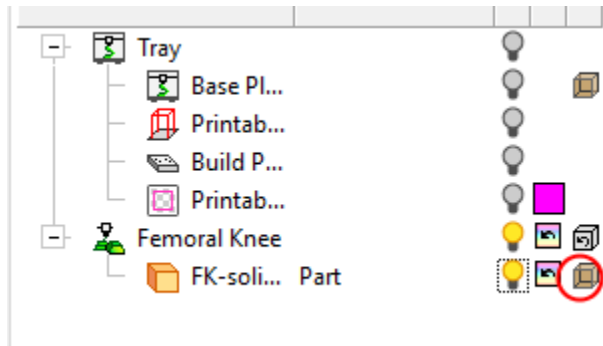 Tray
Base Pl...
Printab...
Build P...
Printab...
Femoral Knee
FK-soli... Part